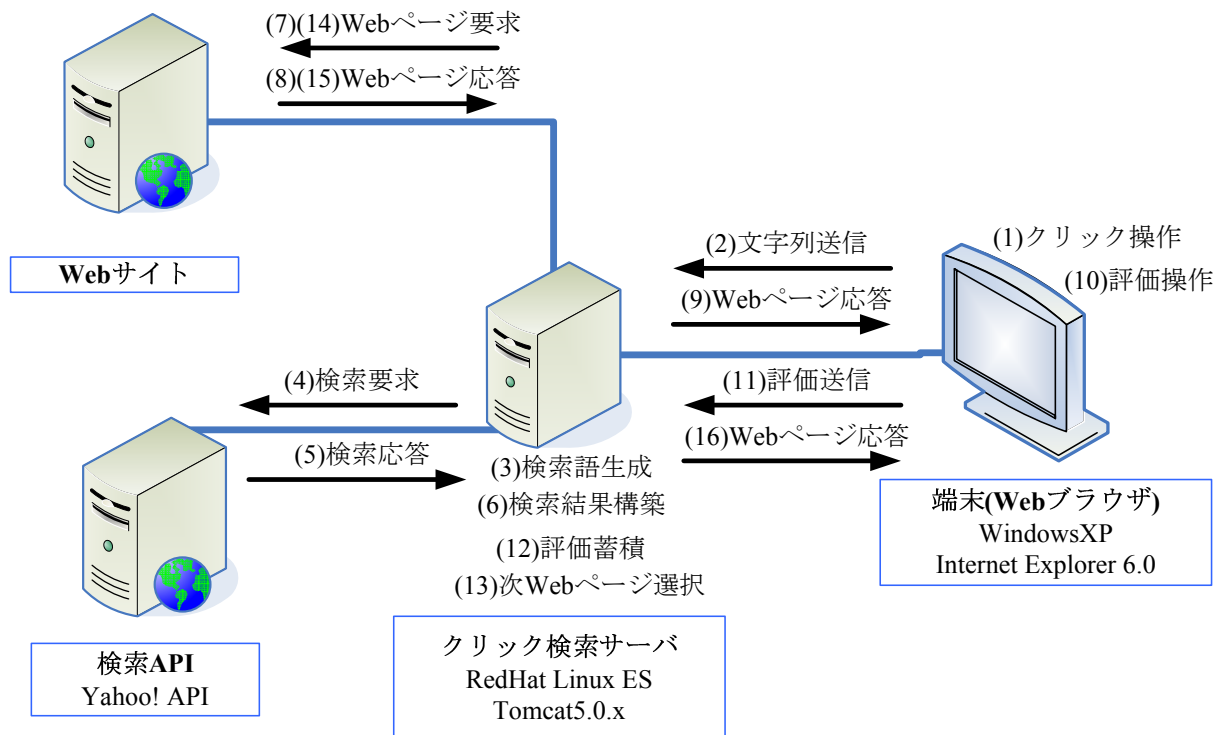 (7)(14)Webページ要求
(8)(15)Webページ応答
Webサイト
(2)文字列送信
(1)クリック操作
(10)評価操作
(9)Webページ応答
(4)検索要求
(11)評価送信
(5)検索応答
(16)Webページ応答
(3)検索語生成
(6)検索結果構築
(12)評価蓄積
(13)次Webページ選択
端末(Webブラウザ)
WindowsXP
Internet Explorer 6.0
検索API
Yahoo! API
クリック検索サーバ
RedHat Linux ES
Tomcat5.0.x